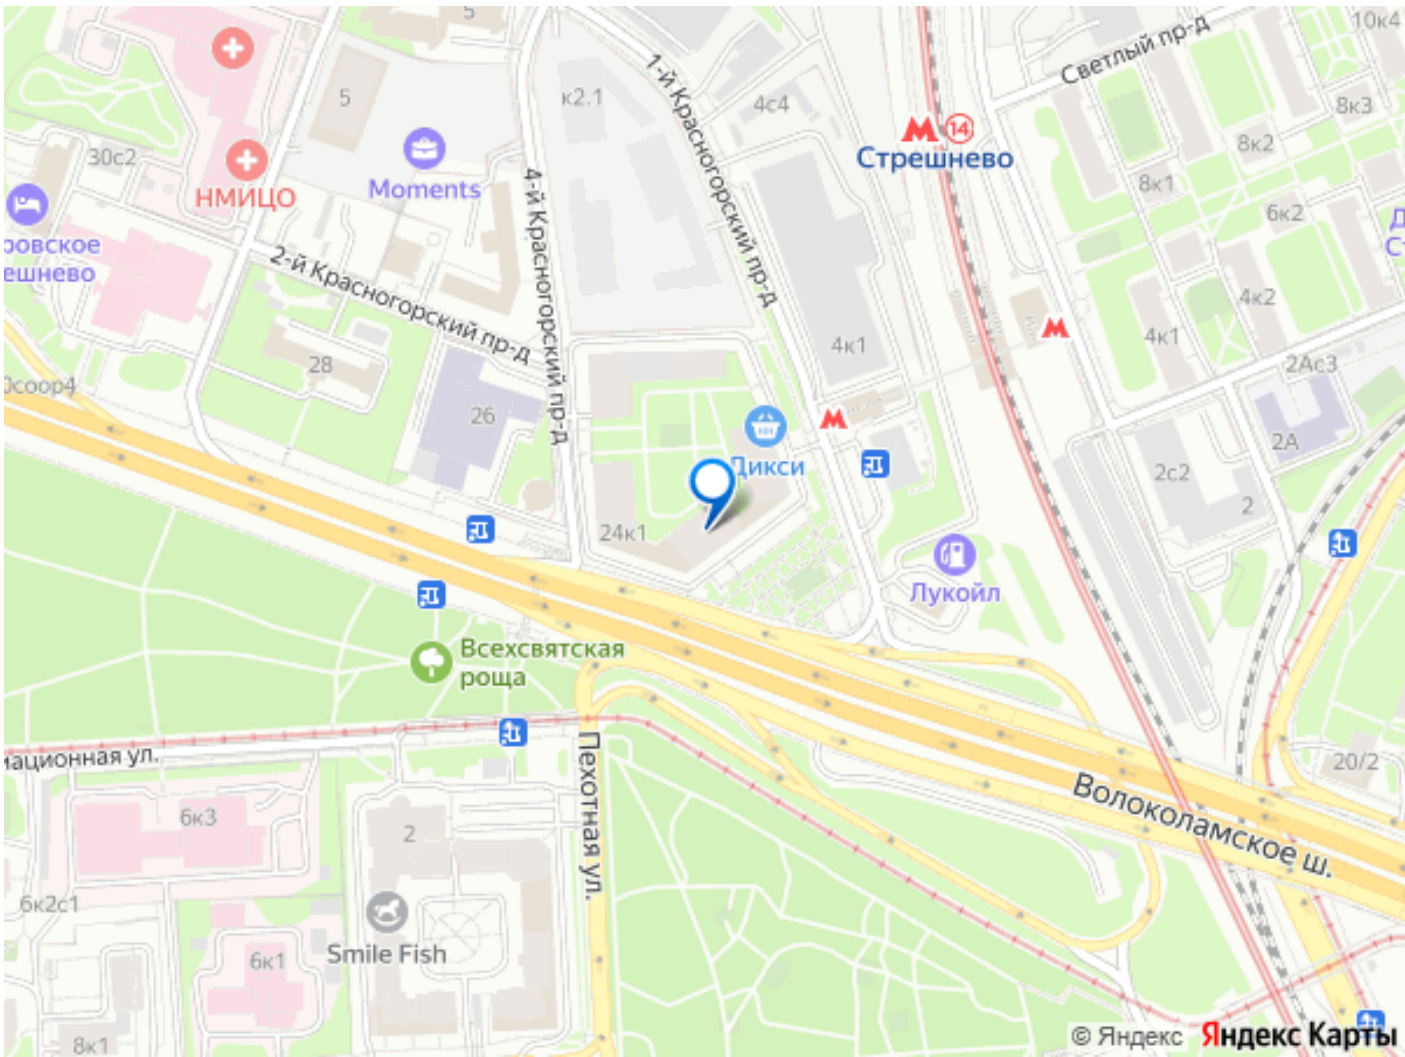 5
10к4
Светлый пр-д
5
к2.1
1-й Красногорский пр-д
4с4
8к3
14
Стрешнево
8к2
30с2
НМИЦО
Moments
4-й Красногорский пр-д
8к1
6к2
ровское
ешнево
2-й Красногорский пр-д
4к2
28
4к1
4к1
2Ас3
0соор4
26
Дикси
2А
2с2
2
24к1
Лукойл
Всехсвятская
роща
Пехотная ул.
иационная ул.
20/2
Волоколамское ш.
6к3
2
6к2с1
Smile Fish
6к1
8к1
© Яндекс
Яндекс Карты